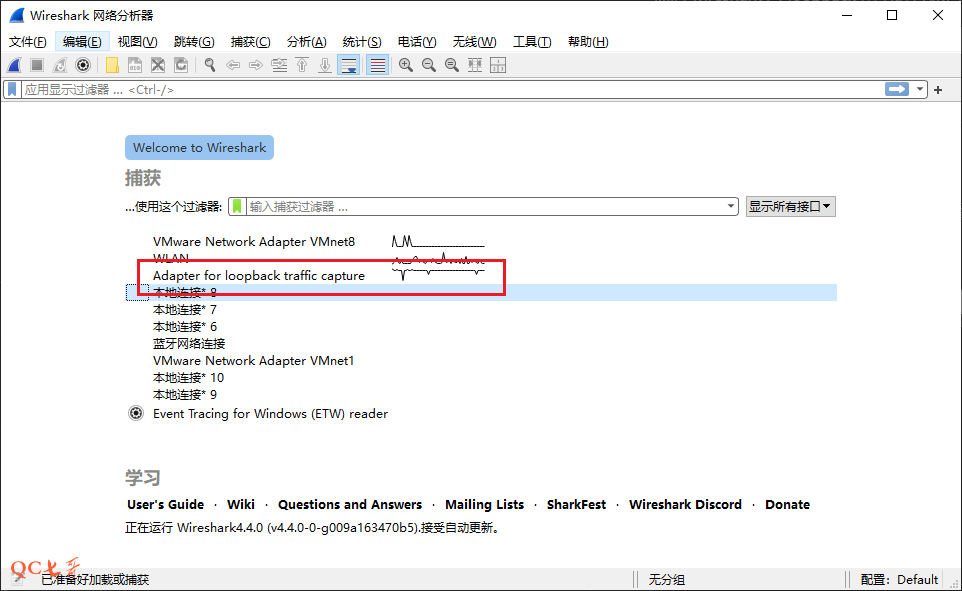 Wireshark 网络分析器
文件(F) 编辑(E) 视图(V) 跳转(G) 捕获(C) 分析(A) 统计(S) 电话(Y) 无线(W) 工具(T) 帮助(H)
应用显示过滤器 … <Ctrl-/>
Welcome to Wireshark
捕获
…使用这个过滤器: 输入捕获过滤器 … 显示所有接口
VMware Network Adapter VMnet8
WLAN
Adapter for loopback traffic capture
本地连接* 8
本地连接* 7
本地连接* 6
蓝牙网络连接
VMware Network Adapter VMnet1
本地连接* 10
本地连接* 9
Event Tracing for Windows (ETW) reader
学习
User's Guide · Wiki · Questions and Answers · Mailing Lists · SharkFest · Wireshark Discord · Donate
正在运行 Wireshark4.4.0 (v4.4.0-0-g009a163470b5).接受自动更新。
QC七哥
已准备好加载或捕获 无分组 配置: Default